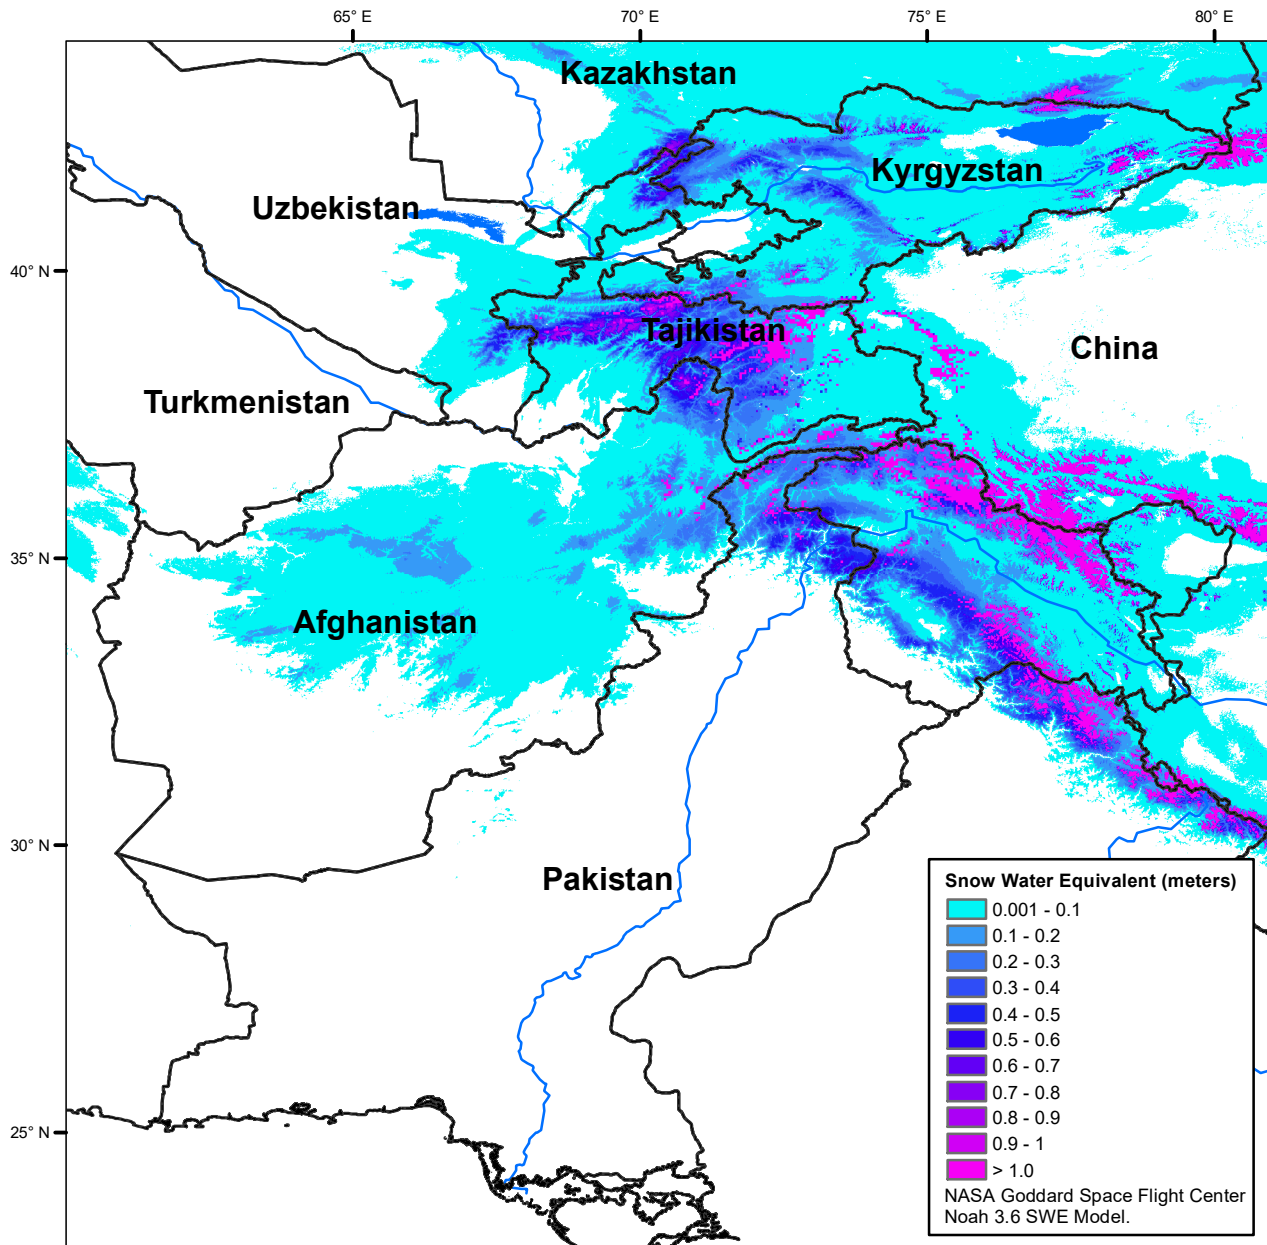 65° E
70° E
75° E
80° E
Kazakhstan
Kyrgyzstan
Uzbekistan
40° N
Tajikistan
China
Turkmenistan
35° N
Afghanistan
30° N
Pakistan
Snow Water Equivalent (meters)
0.001 - 0.1
0.1 - 0.2
0.2 - 0.3
0.3 - 0.4
0.4 - 0.5
0.5 - 0.6
0.6 - 0.7
0.7 - 0.8
0.8 - 0.9
0.9 - 1
> 1.0
25° N
NASA Goddard Space Flight Center
Noah 3.6 SWE Model.